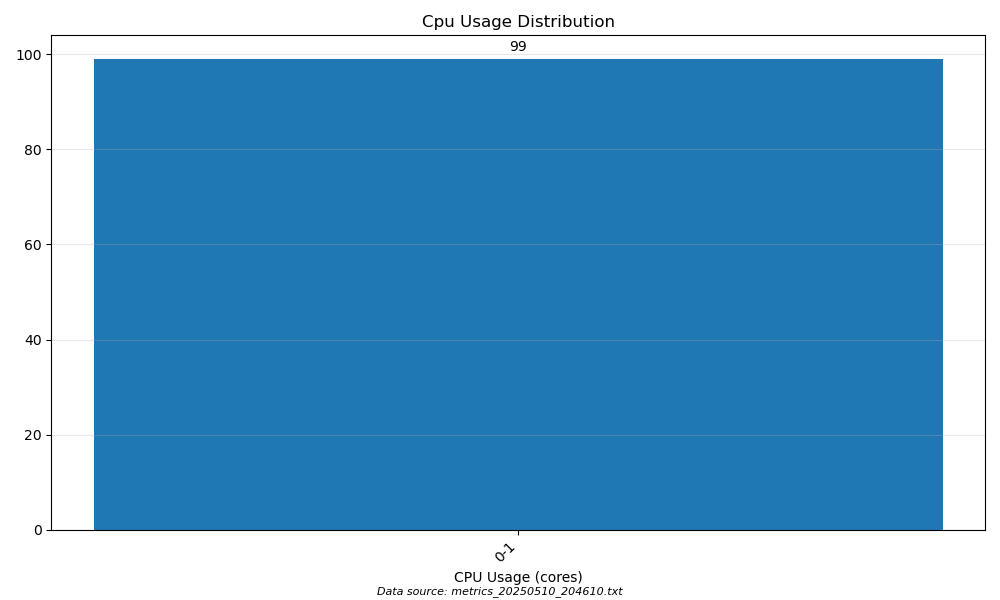 Cpu Usage Distribution
99
100
80
60
40
20
0
0-1
CPU Usage (cores)
Data source: metrics_20250510_204610.txt